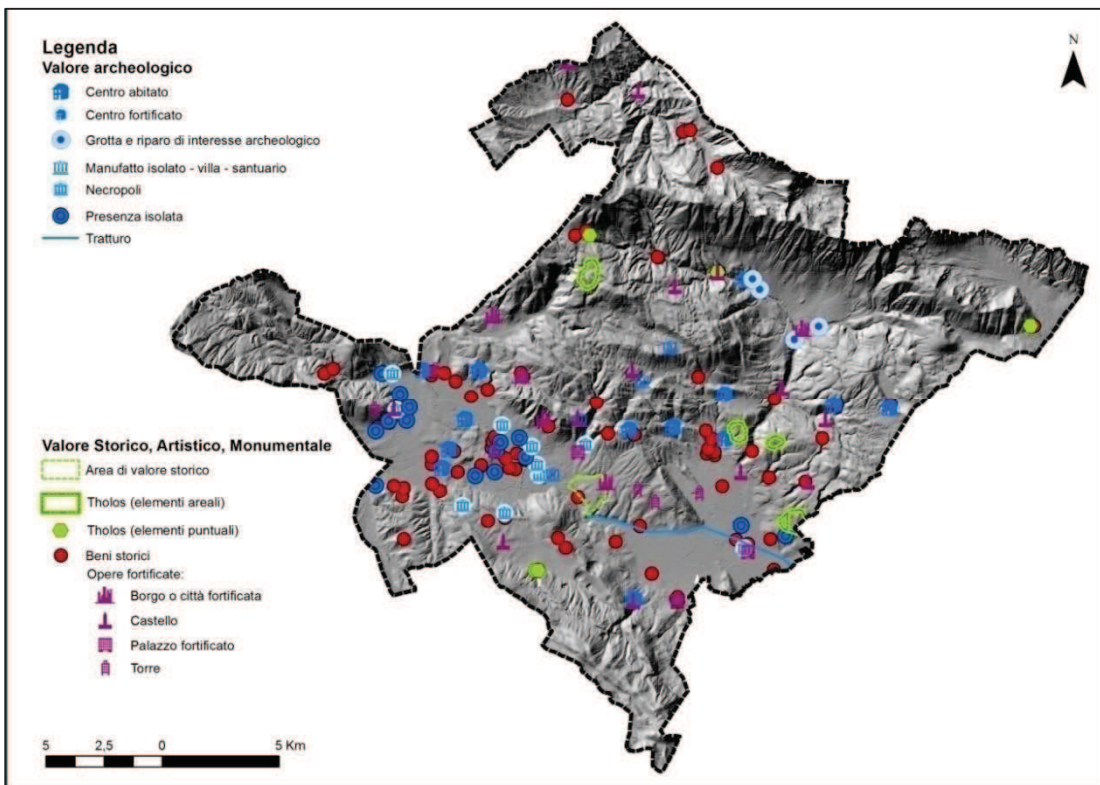 Legenda
Valore archeologico
Centro abitato
Centro fortificato
Grotta e riparo di interesse archeologico
Manufatto isolato - villa - santuario
Necropoli
Presenza isolata
Tratturo
Valore Storico, Artistico, Monumentale
Area di valore storico
Tholos (elementi areali)
Tholos (elementi puntuali)
Beni storici
Opere fortificate:
Borgo o città fortificata
Castello
Palazzo fortificato
Torre
5 2,5 0 5 Km
N